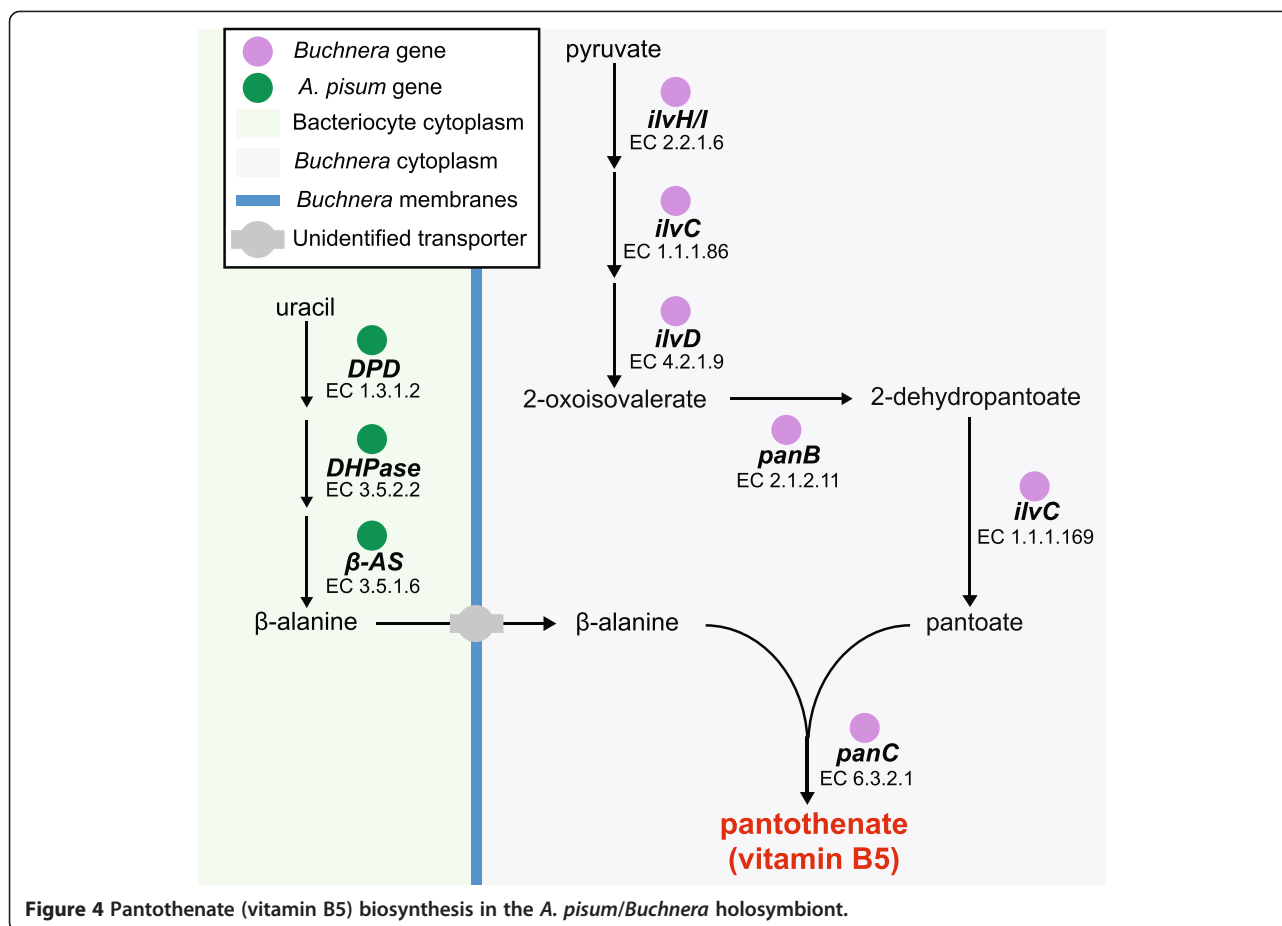 Buchnera gene
A. pisum gene
Bacteriocyte cytoplasm
Buchnera cytoplasm
Buchnera membranes
Unidentified transporter
pyruvate
ilvH/I
EC 2.2.1.6
ilvC
EC 1.1.1.86
ilvD
EC 4.2.1.9
uracil
DPD
EC 1.3.1.2
DHPase
EC 3.5.2.2
β-AS
EC 3.5.1.6
2-oxoisovalerate
2-dehydropantoate
panB
EC 2.1.2.11
ilvC
EC 1.1.1.169
β-alanine
β-alanine
pantoate
panC
EC 6.3.2.1
pantothenate
(vitamin B5)
Figure 4 Pantothenate (vitamin B5) biosynthesis in the A. pisum/Buchnera holosymbiont.